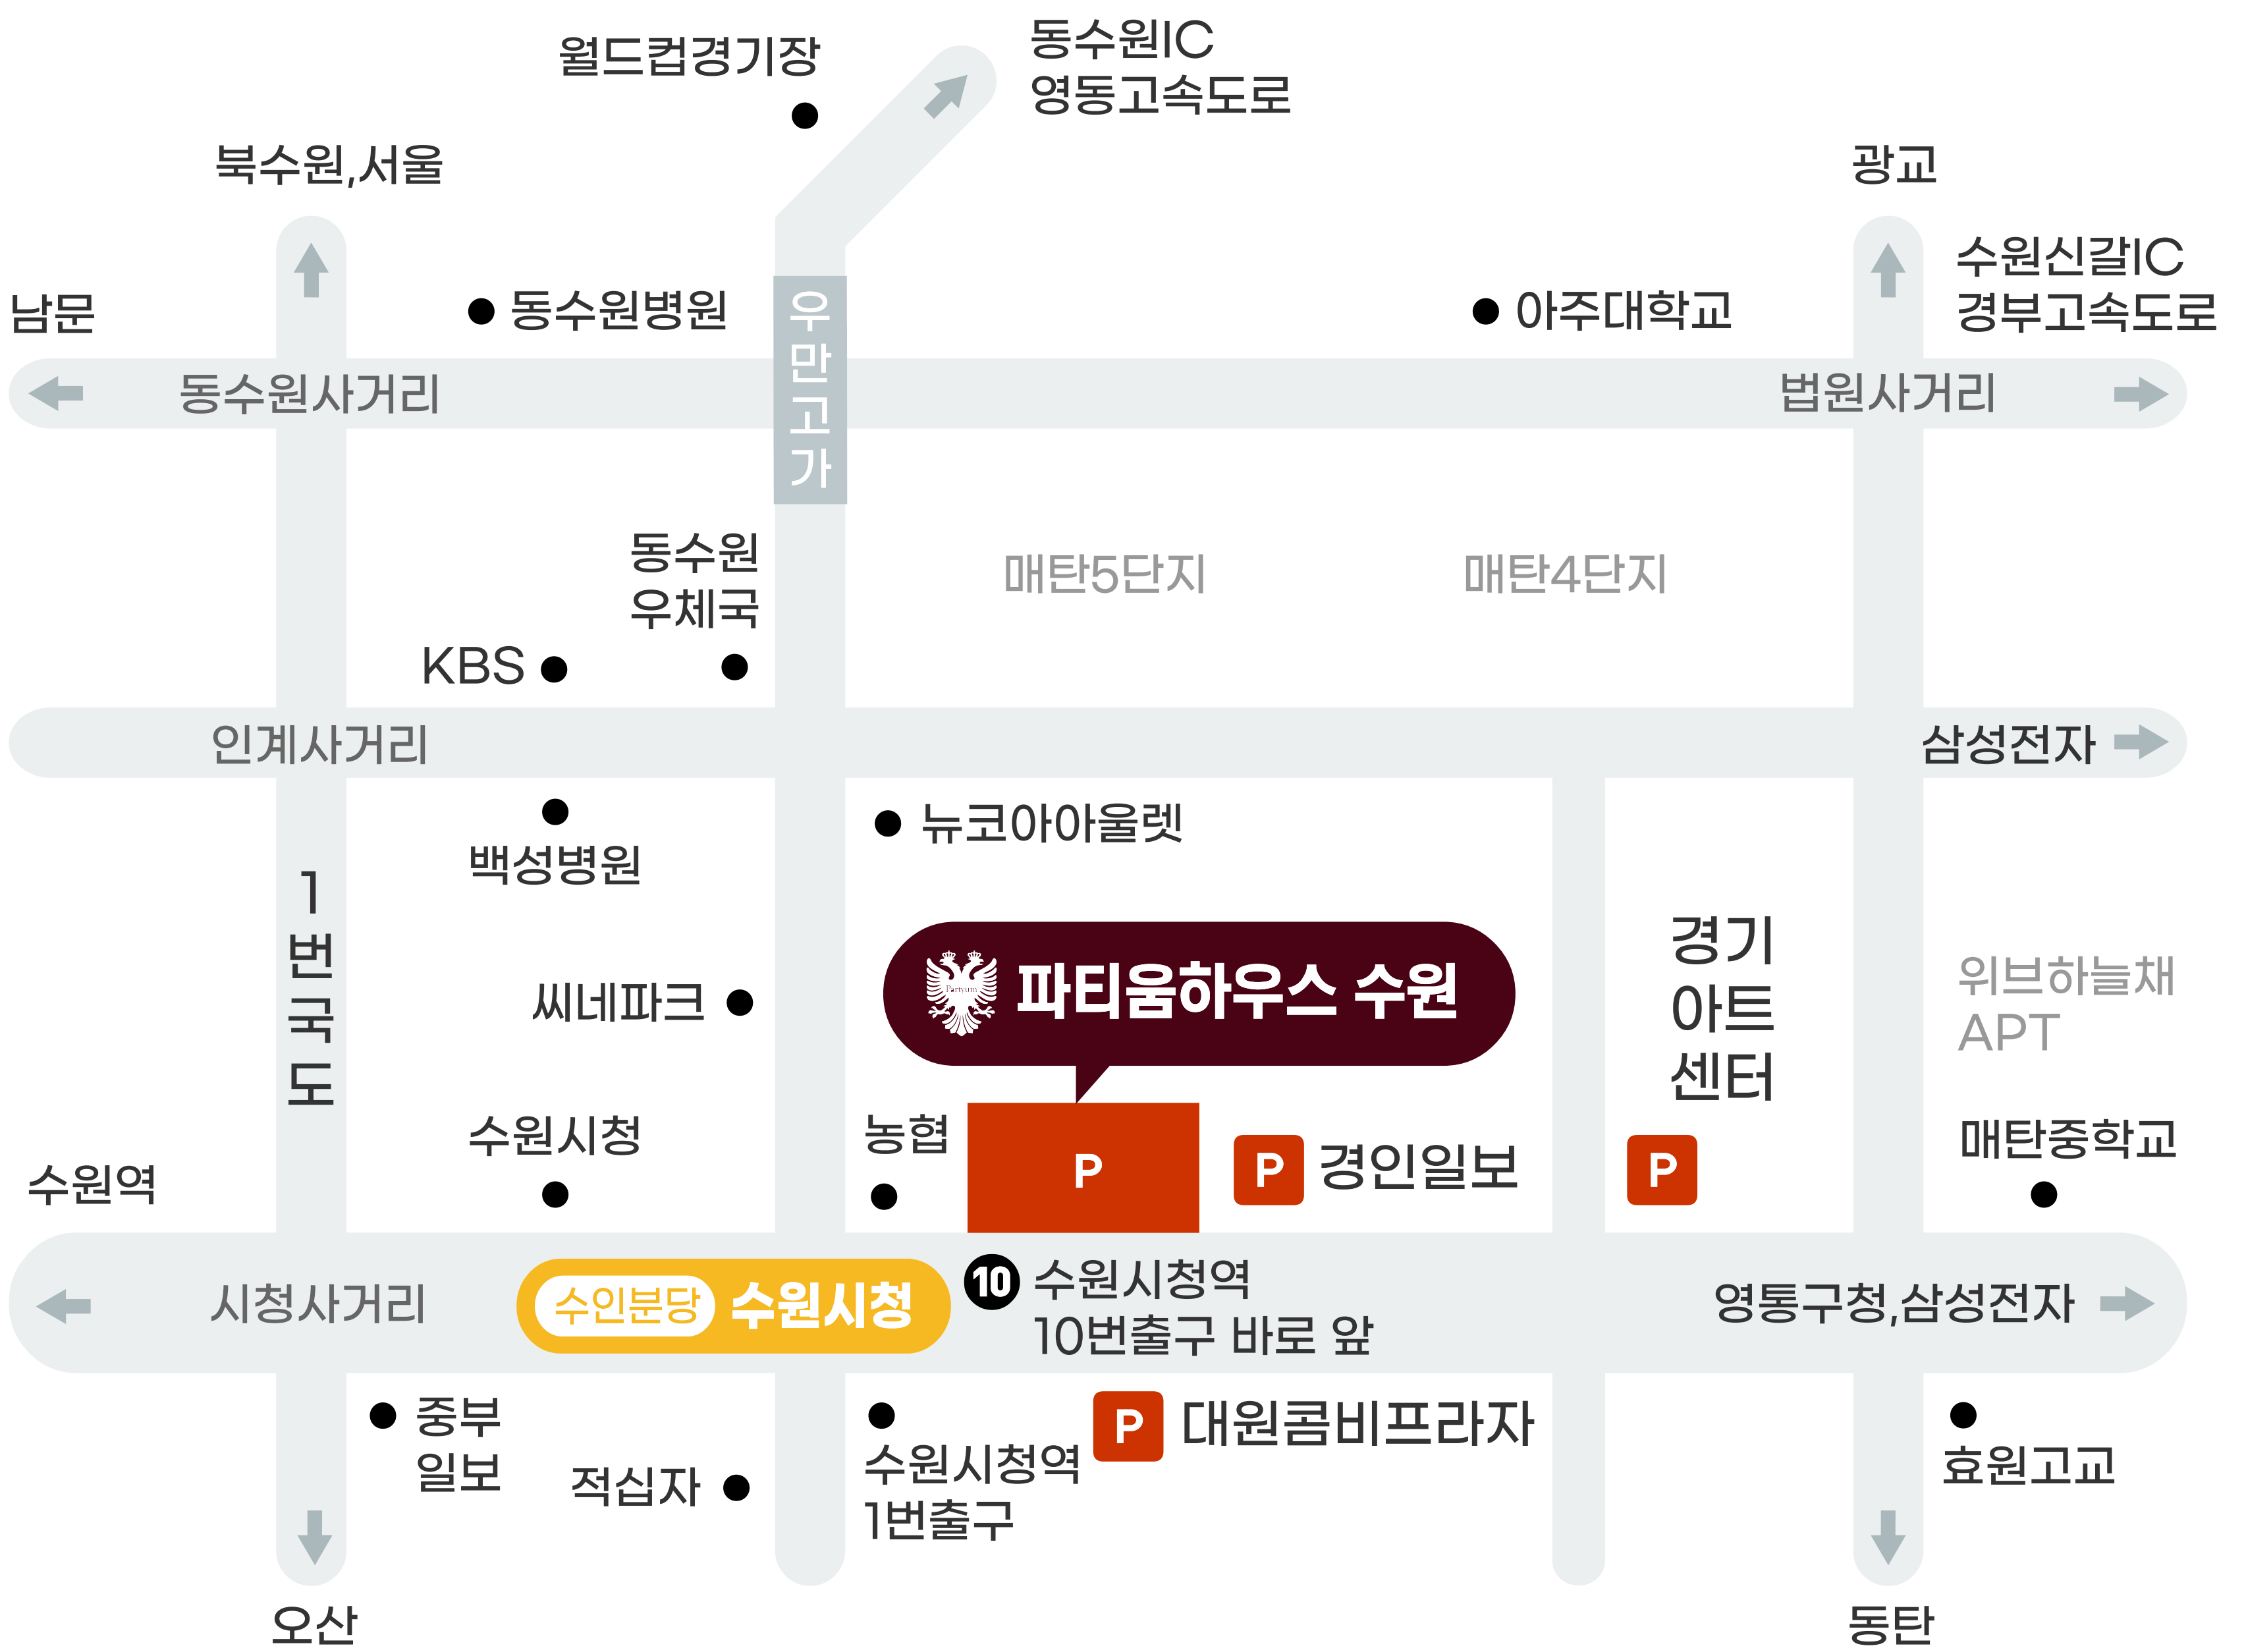 월드컵경기장
동수원IC
영동고속도로
북수원,서울
광교
남문
동수원병원
우만고가
아주대학교
수원신갈IC
경부고속도로
동수원사거리
법원사거리
동수원
우체국
매탄5단지
매탄4단지
KBS
인계사거리
삼성전자
백성병원
뉴코아아울렛
1번국도
씨네파크
Partyum
파티움하우스 수원
경기
아트
센터
위브하늘채
APT
수원시청
농협
P
P
경인일보
P
매탄중학교
수원역
시청사거리
수인분당
수원시청
10
수원시청역
10번출구 바로 앞
영통구청,삼성전자
중부
일보
적십자
수원시청역
1번출구
P
대원콤비프라자
효원고교
오산
동탄